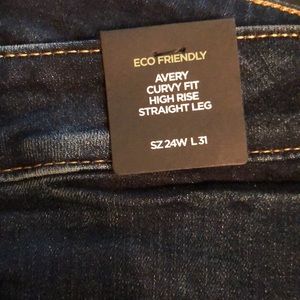 ECO FRIENDLY
AVERY
CURVY FIT
HIGH RISE
STRAIGHT LEG
SZ 24W L 31